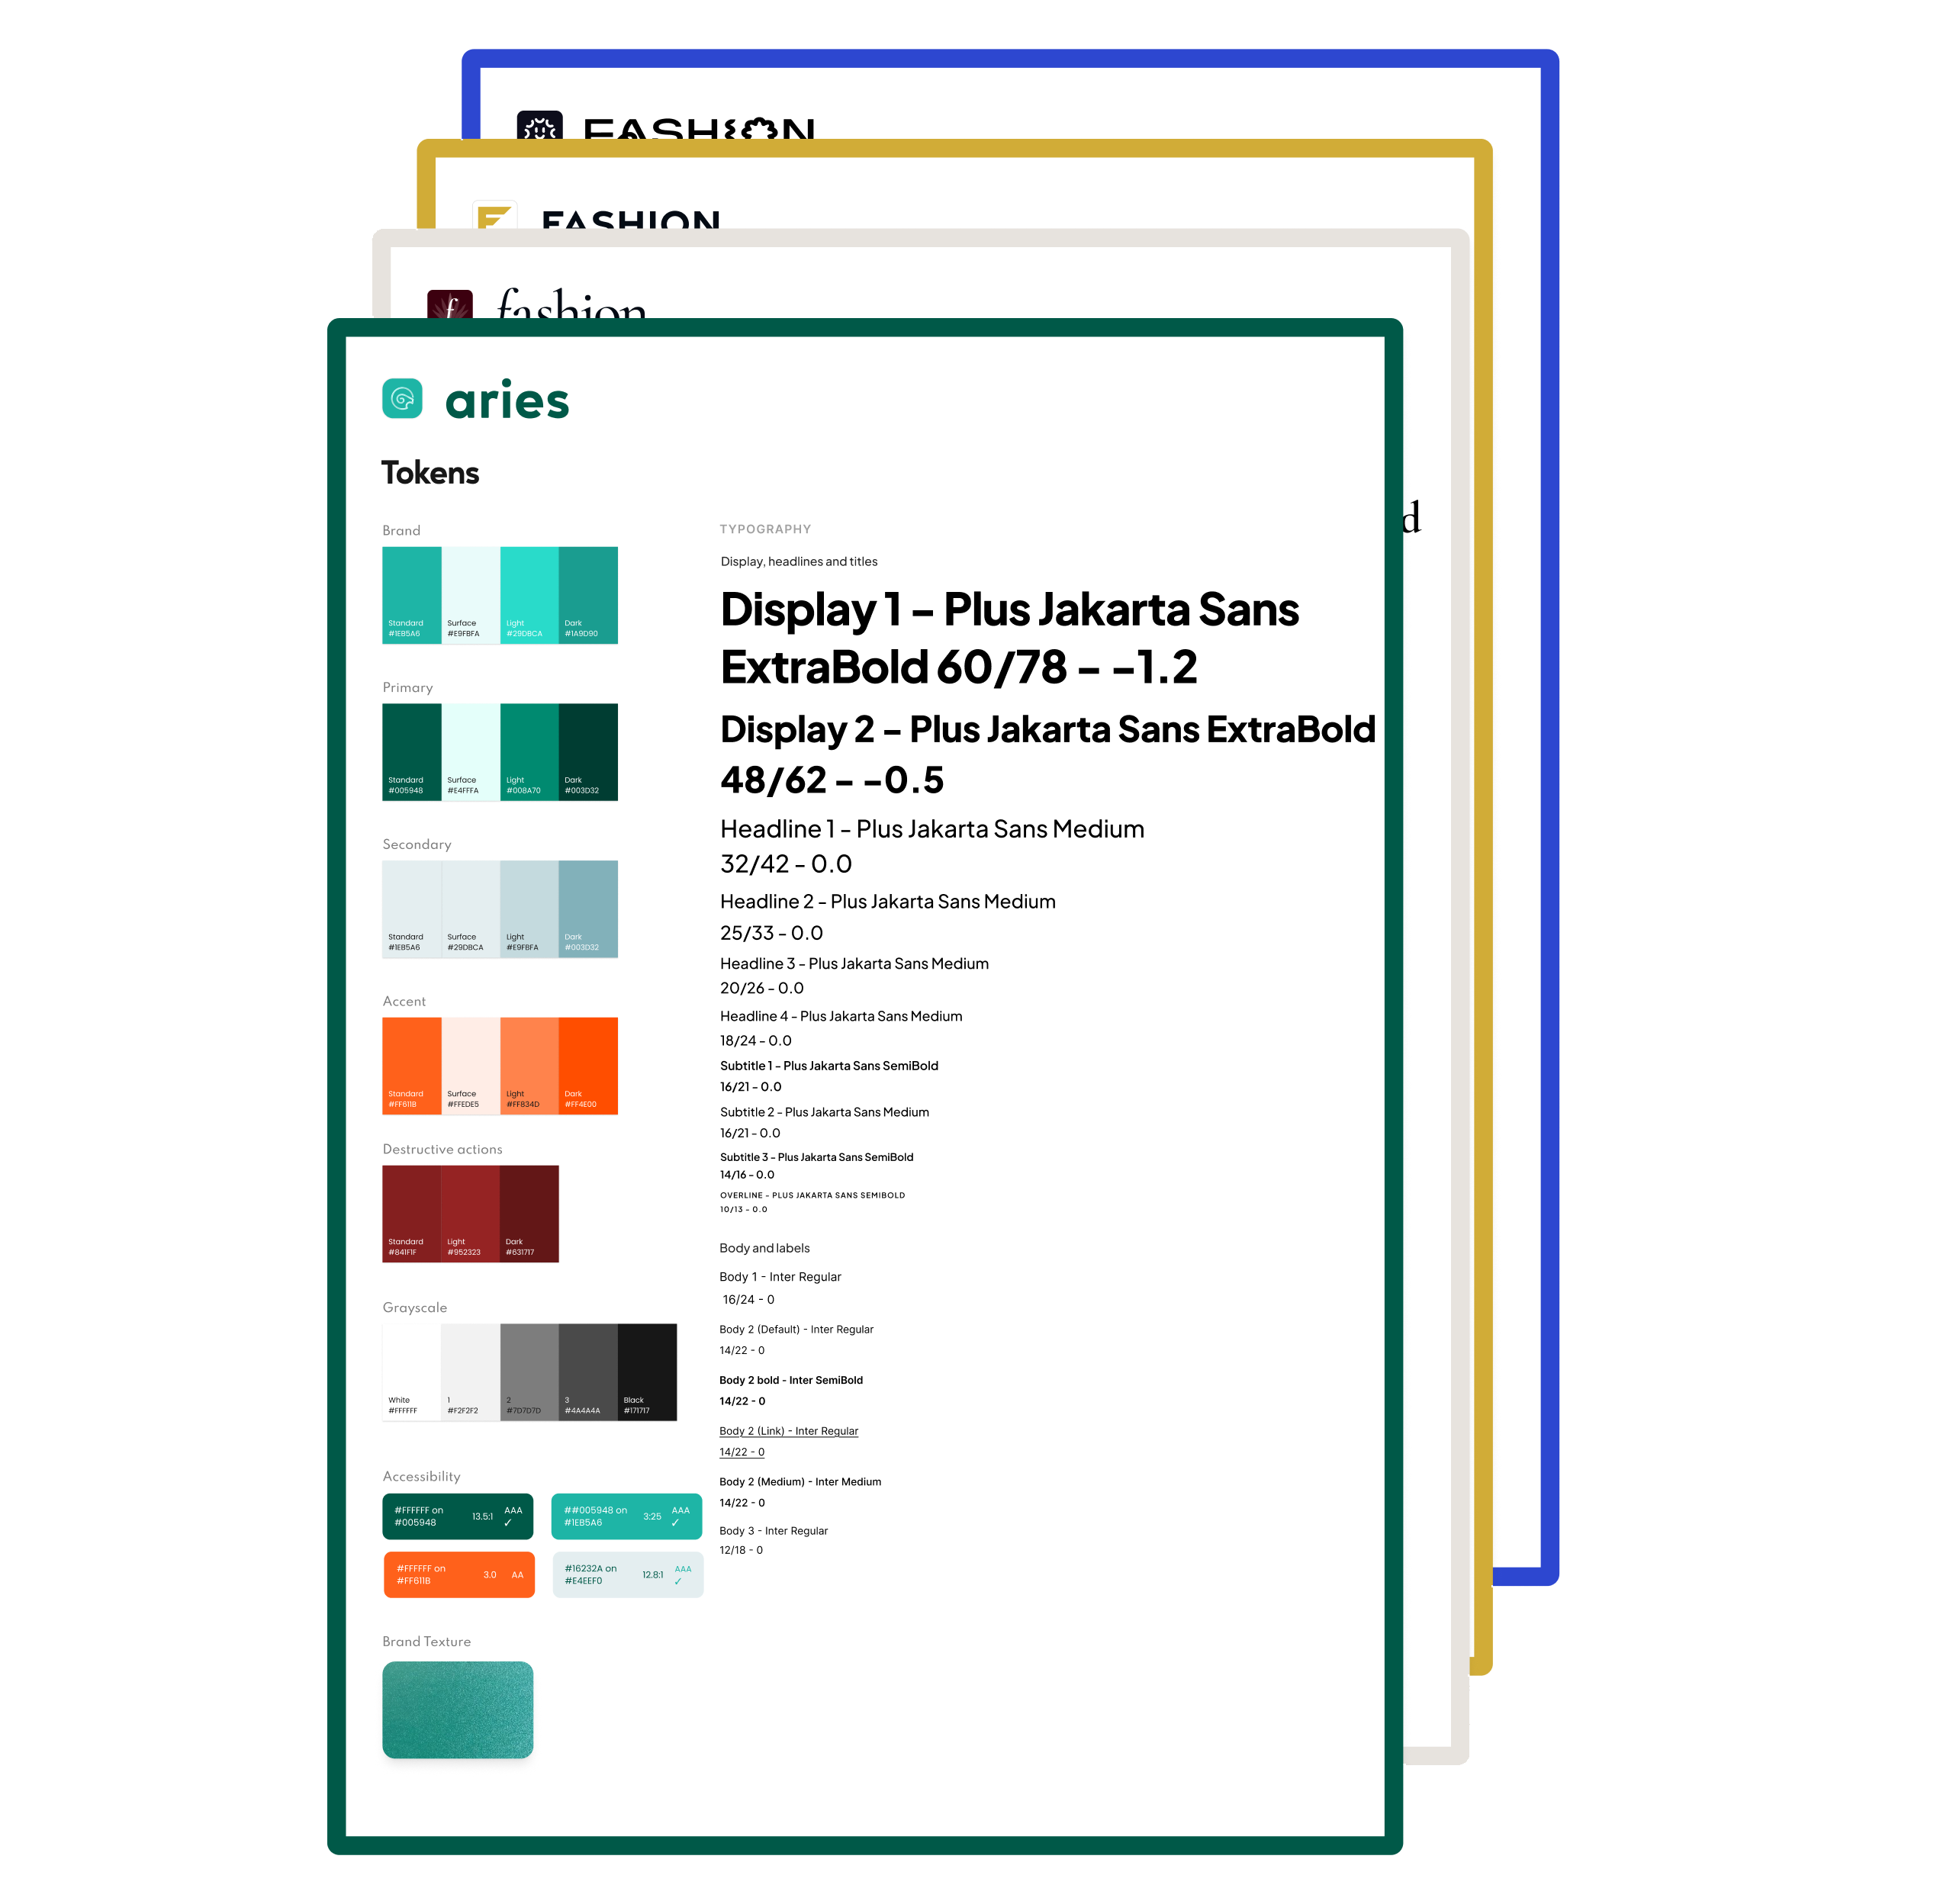 FASHION
FASHION
f
fashion
aries
Tokens
Brand
Standard
#1EB5A6
Surface
#E9FBFA
Light
#29DBCA
Dark
#1A9D90
Primary
Standard
#005948
Surface
#E4FFFA
Light
#008A70
Dark
#003D32
Secondary
Standard
#1EB5A6
Surface
#29DBCA
Light
#E9FBFA
Dark
#003D32
Accent
Standard
#FF611B
Surface
#FFEDE5
Light
#FF834D
Dark
#FF4E00
Destructive actions
Standard
#841F1F
Light
#952323
Dark
#631717
Grayscale
White
#FFFFFF
1
#F2F2F2
2
#7D7D7D
3
#4A4A4A
Black
#171717
Accessibility
#FFFFFF on
#005948
13.5:1
AAA
✓
##005948 on
#1EB5A6
3:25
AAA
✓
#FFFFFF on
#FF611B
3.0
AA
#16232A on
#E4EEF0
12.8:1
AAA
✓
Brand Texture
TYPOGRAPHY
Display, headlines and titles
Display 1 – Plus Jakarta Sans
ExtraBold 60/78 – -1.2
Display 2 – Plus Jakarta Sans ExtraBold
48/62 – -0.5
Headline 1 - Plus Jakarta Sans Medium
32/42 - 0.0
Headline 2 - Plus Jakarta Sans Medium
25/33 - 0.0
Headline 3 - Plus Jakarta Sans Medium
20/26 - 0.0
Headline 4 - Plus Jakarta Sans Medium
18/24 - 0.0
Subtitle 1 - Plus Jakarta Sans SemiBold
16/21 - 0.0
Subtitle 2 - Plus Jakarta Sans Medium
16/21 - 0.0
Subtitle 3 - Plus Jakarta Sans SemiBold
14/16 - 0.0
OVERLINE - PLUS JAKARTA SANS SEMIBOLD
10/13 - 0.0
Body and labels
Body 1 - Inter Regular
16/24 - 0
Body 2 (Default) - Inter Regular
14/22 - 0
Body 2 bold - Inter SemiBold
14/22 - 0
Body 2 (Link) - Inter Regular
14/22 - 0
Body 2 (Medium) - Inter Medium
14/22 - 0
Body 3 - Inter Regular
12/18 - 0
d